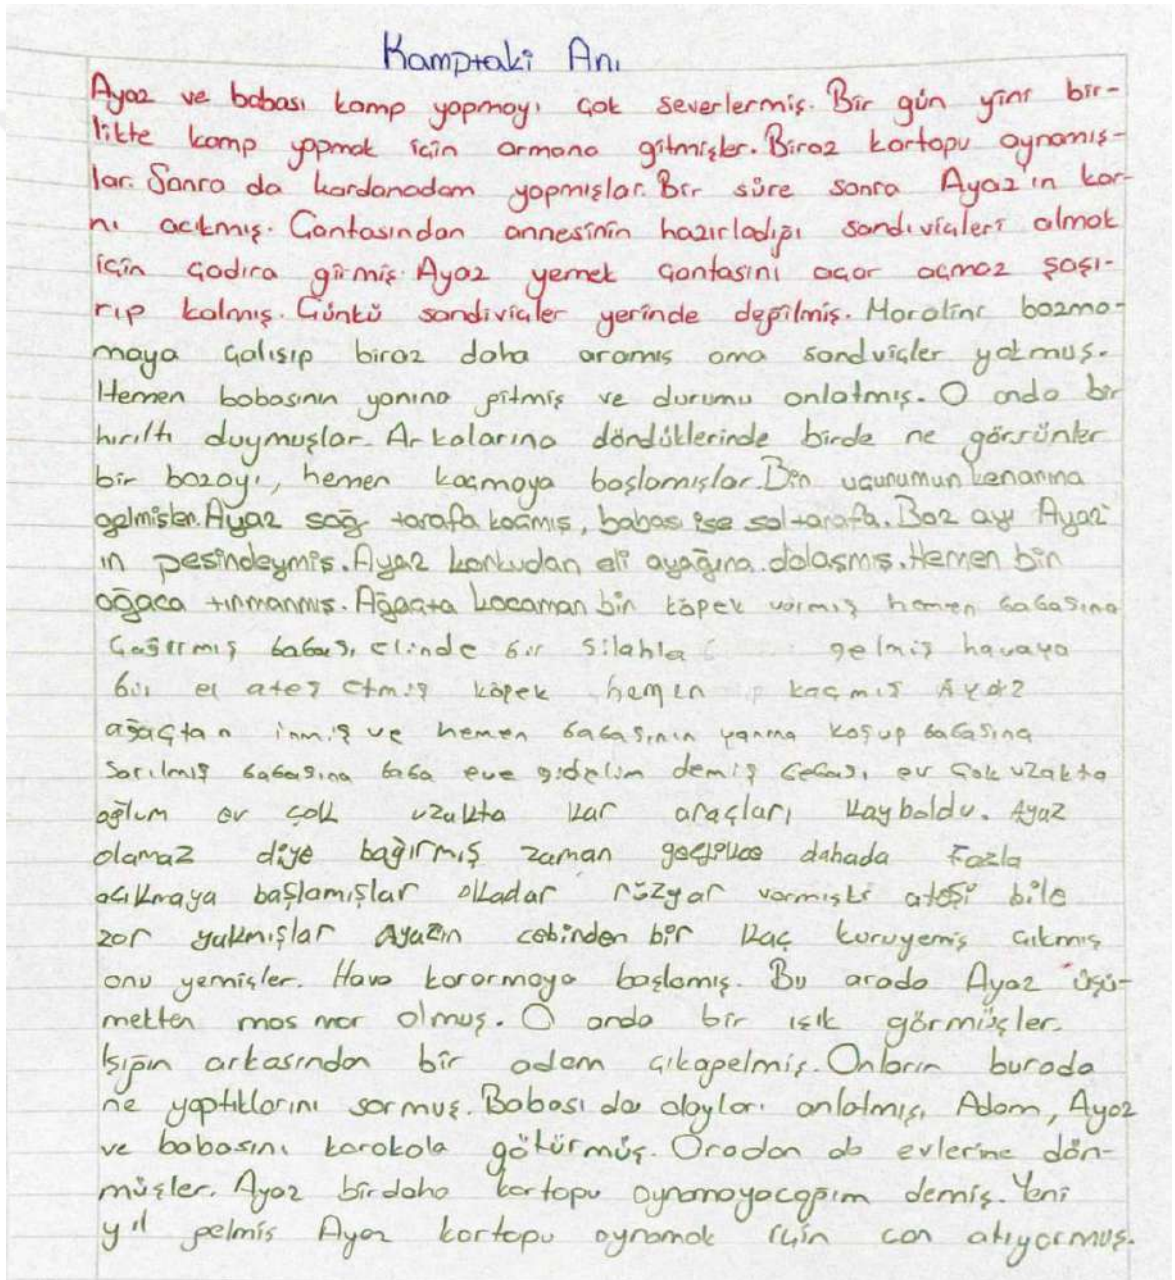 Kamptaki Anı
Ayaz ve babası kamp yapmayı çok severlermiş. Bir gün yine bir-
likte kamp yapmak için ormana gitmişler. Biraz kartopu oynamış-
lar. Sonra da kardanadam yapmışlar. Bir süre sonra Ayaz'ın kar-
nı acıkmış. Çantasından annesinin hazırladığı sandiviçleri almak
için çadıra girmiş. Ayaz yemek çantasını açar açmaz şaşı-
rıp kalmış. Çünkü sandiviçler yerinde değilmiş. Moralini bozma-
maya çalışıp biraz daha aramış ama sandviçler yokmuş.
Hemen babasının yanına gitmiş ve durumu anlatmış. O anda bir
hırıltı duymuşlar. Arkalarına döndüklerinde birde ne görsünler
bir bozayı, hemen kaçmaya başlamışlar. Bin uçurumun kenarına
gelmişler. Ayaz sağ tarafa kaçmış, babası ise sol tarafa. Boz ayı Ayaz'
ın peşindeymiş. Ayaz korkudan eli ayağına dolaşmış. Hemen bin
ağaca tırmanmış. Ağaçta kocaman bin köpek varmış hemen babasına
Çağırmış babası elinde bir silahla gelmiş havaya
bir el ateş etmiş köpek hemen kaçmış Ayaz
ağaçtan inmiş ve hemen babasının yanına koşup babasına
Sarılmış babasına baba eve gidelim demiş babası ev çok uzakta
oğlum ev çok uzakta kar araçları kayboldu. Ayaz
olamaz diye bağırmış zaman dahada Fazla
acıkmaya başlamışlar okadar rüzgar varmışki ateşi bile
zor yakmışlar Ayazın cebinden bir kaç kuruyemiş çıkmış
onu yemişler. Hava kararmaya başlamış. Bu arada Ayaz üşü-
mekten mos mor olmuş. O anda bir ışık görmüşler.
Işığın arkasından bir adam çıkagelmiş. Onların burada
ne yaptıklarını sormuş. Babası da olayları anlatmış. Adam, Ayaz
ve babasını karakola götürmüş. Oradan da evlerine dön-
müşler. Ayaz birdaha kartopu oynamayacağım demiş. Yeni
yıl gelmiş Ayaz kartopu oynamak için can atıyormuş.